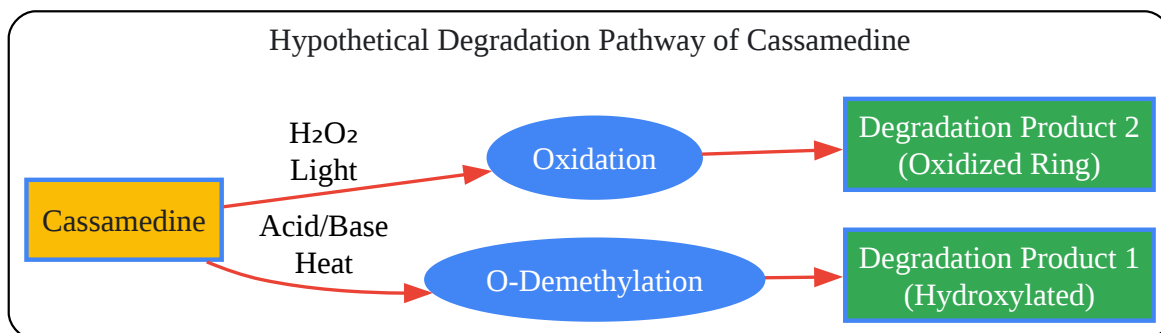 Hypothetical Degradation Pathway of Cassamedine
H₂O₂
Light
Oxidation
Degradation Product 2
(Oxidized Ring)
Cassamedine
Acid/Base
Heat
O-Demethylation
Degradation Product 1
(Hydroxylated)